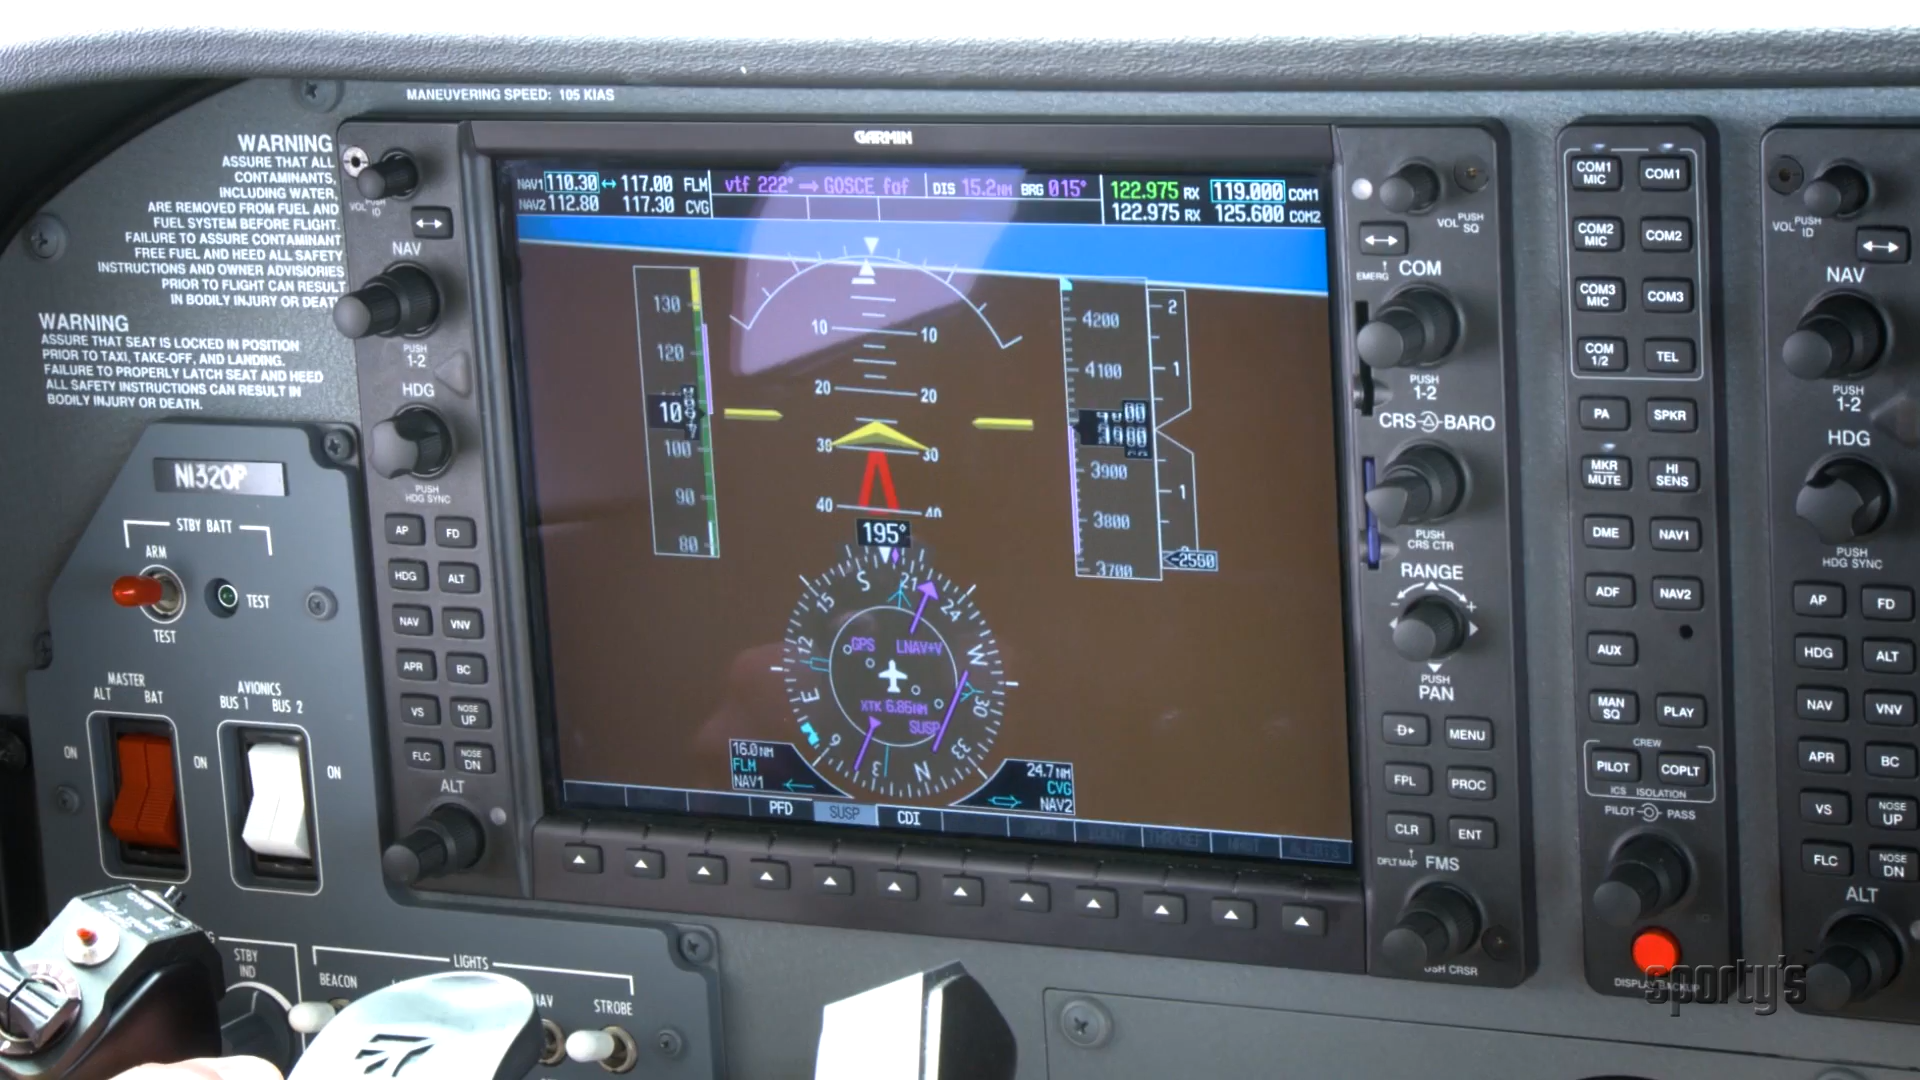 MANEUVERING SPEED: 105 KIAS
WARNING
ASSURE THAT ALL
CONTAMINANTS,
INCLUDING WATER,
ARE REMOVED FROM FUEL AND
FUEL SYSTEM BEFORE FLIGHT.
FAILURE TO ASSURE CONTAMINANT
FREE FUEL AND HEED ALL SAFETY
INSTRUCTIONS AND OWNER ADVISIORIES
PRIOR TO FLIGHT CAN RESULT
IN BODILY INJURY OR DEATH
WARNING
ASSURE THAT SEAT IS LOCKED IN POSITION
PRIOR TO TAXI, TAKE-OFF, AND LANDING.
FAILURE TO PROPERLY LATCH SEAT AND HEED
ALL SAFETY INSTRUCTIONS CAN RESULT IN
BODILY INJURY OR DEATH.
N1320P
STBY BATT
ARM
TEST
TEST
MASTER
ALT BAT
AVIONICS
BUS 1 BUS 2
ON
ON
ON
STBY
IND
LIGHTS
BEACON
STROBE
VOL PUSH ID
NAV
PUSH
1-2
HDG
PUSH
HDG SYNC
AP FD
HDG ALT
NAV VNV
APR BC
VS NOSE UP
FLC NOSE DN
ALT
GARMIN
NAV1 110.30 ↔ 117.00 FLM
NAV2 112.80 117.30 CVG
vtf 222° → GOSCE faf
DIS 15.2NM BRG 015°
122.975 RX 119.000 COM1
122.975 RX 125.600 COM2
130
120
10
100
90
80
10 10
20 20
30 30
40 40
4200
4100
3900
3800
3700
2
1
1
-2560
195°
S 21 24 W 30 33 N 3 6 E 12 15
GPS LNAV+V
XTK 6.86NM
SUSP
16.0NM
FLM
NAV1
24.7NM
CVG
NAV2
PFD SUSP CDI XPDR IDENT TMR/REF NRST ALERTS
VOL PUSH SQ
EMERG
COM
PUSH
1-2
CRS BARO
PUSH
CRS CTR
RANGE
- +
PUSH
PAN
D MENU
FPL PROC
CLR ENT
DFLT MAP FMS
PUSH CRSR
COM1 MIC COM1
COM2 MIC COM2
COM3 MIC COM3
COM 1/2 TEL
PA SPKR
MKR MUTE HI SENS
DME NAV1
ADF NAV2
AUX
MAN SQ PLAY
CREW
PILOT COPLT
ICS ISOLATION
PILOT PASS
DISPLAY BACKUP
sporty's
VOL PUSH ID
NAV
PUSH
1-2
HDG
PUSH
HDG SYNC
AP FD
HDG ALT
NAV VNV
APR BC
VS NOSE UP
FLC NOSE DN
ALT